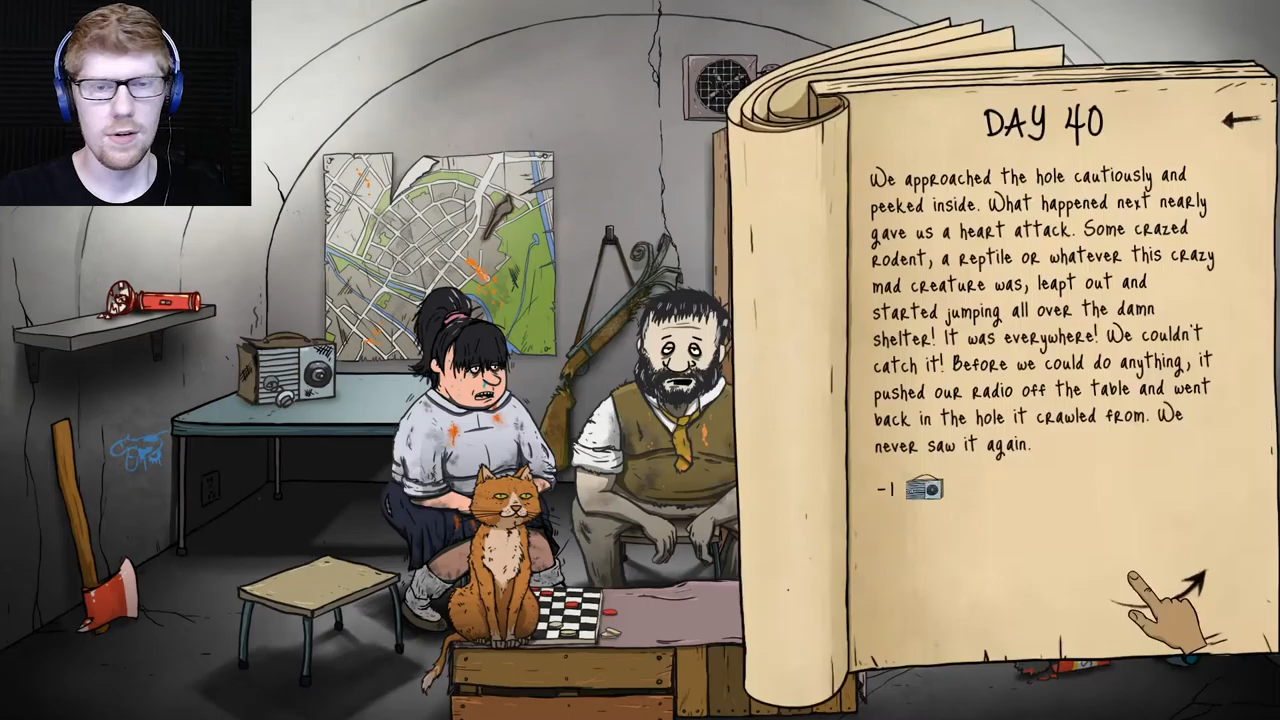 DAY 40
We approached the hole cautiously and
peeked inside. What happened next nearly
gave us a heart attack. Some crazed
rodent, a reptile or whatever this crazy
mad creature was, leapt out and
started jumping all over the damn
shelter! It was everywhere! We couldn't
catch it! Before we could do anything, it
pushed our radio off the table and went
back in the hole it crawled from. We
never saw it again.
-1